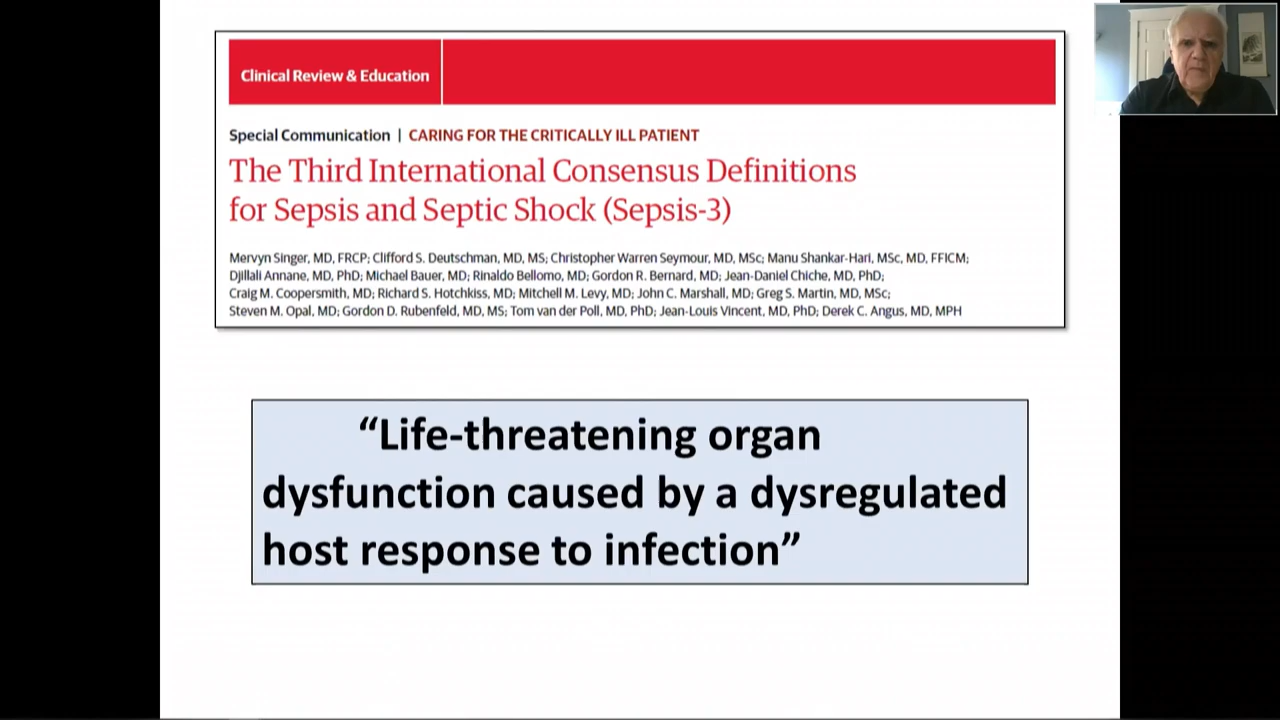 Clinical Review & Education
Special Communication | CARING FOR THE CRITICALLY ILL PATIENT
The Third International Consensus Definitions
for Sepsis and Septic Shock (Sepsis-3)
Mervyn Singer, MD, FRCP; Clifford S. Deutschman, MD, MS; Christopher Warren Seymour, MD, MSc; Manu Shankar-Hari, MSc, MD, FFICM;
Djillali Annane, MD, PhD; Michael Bauer, MD; Rinaldo Bellomo, MD; Gordon R. Bernard, MD; Jean-Daniel Chiche, MD, PhD;
Craig M. Coopersmith, MD; Richard S. Hotchkiss, MD; Mitchell M. Levy, MD; John C. Marshall, MD; Greg S. Martin, MD, MSc;
Steven M. Opal, MD; Gordon D. Rubenfeld, MD, MS; Tom van der Poll, MD, PhD; Jean-Louis Vincent, MD, PhD; Derek C. Angus, MD, MPH
“Life-threatening organ
dysfunction caused by a dysregulated
host response to infection”